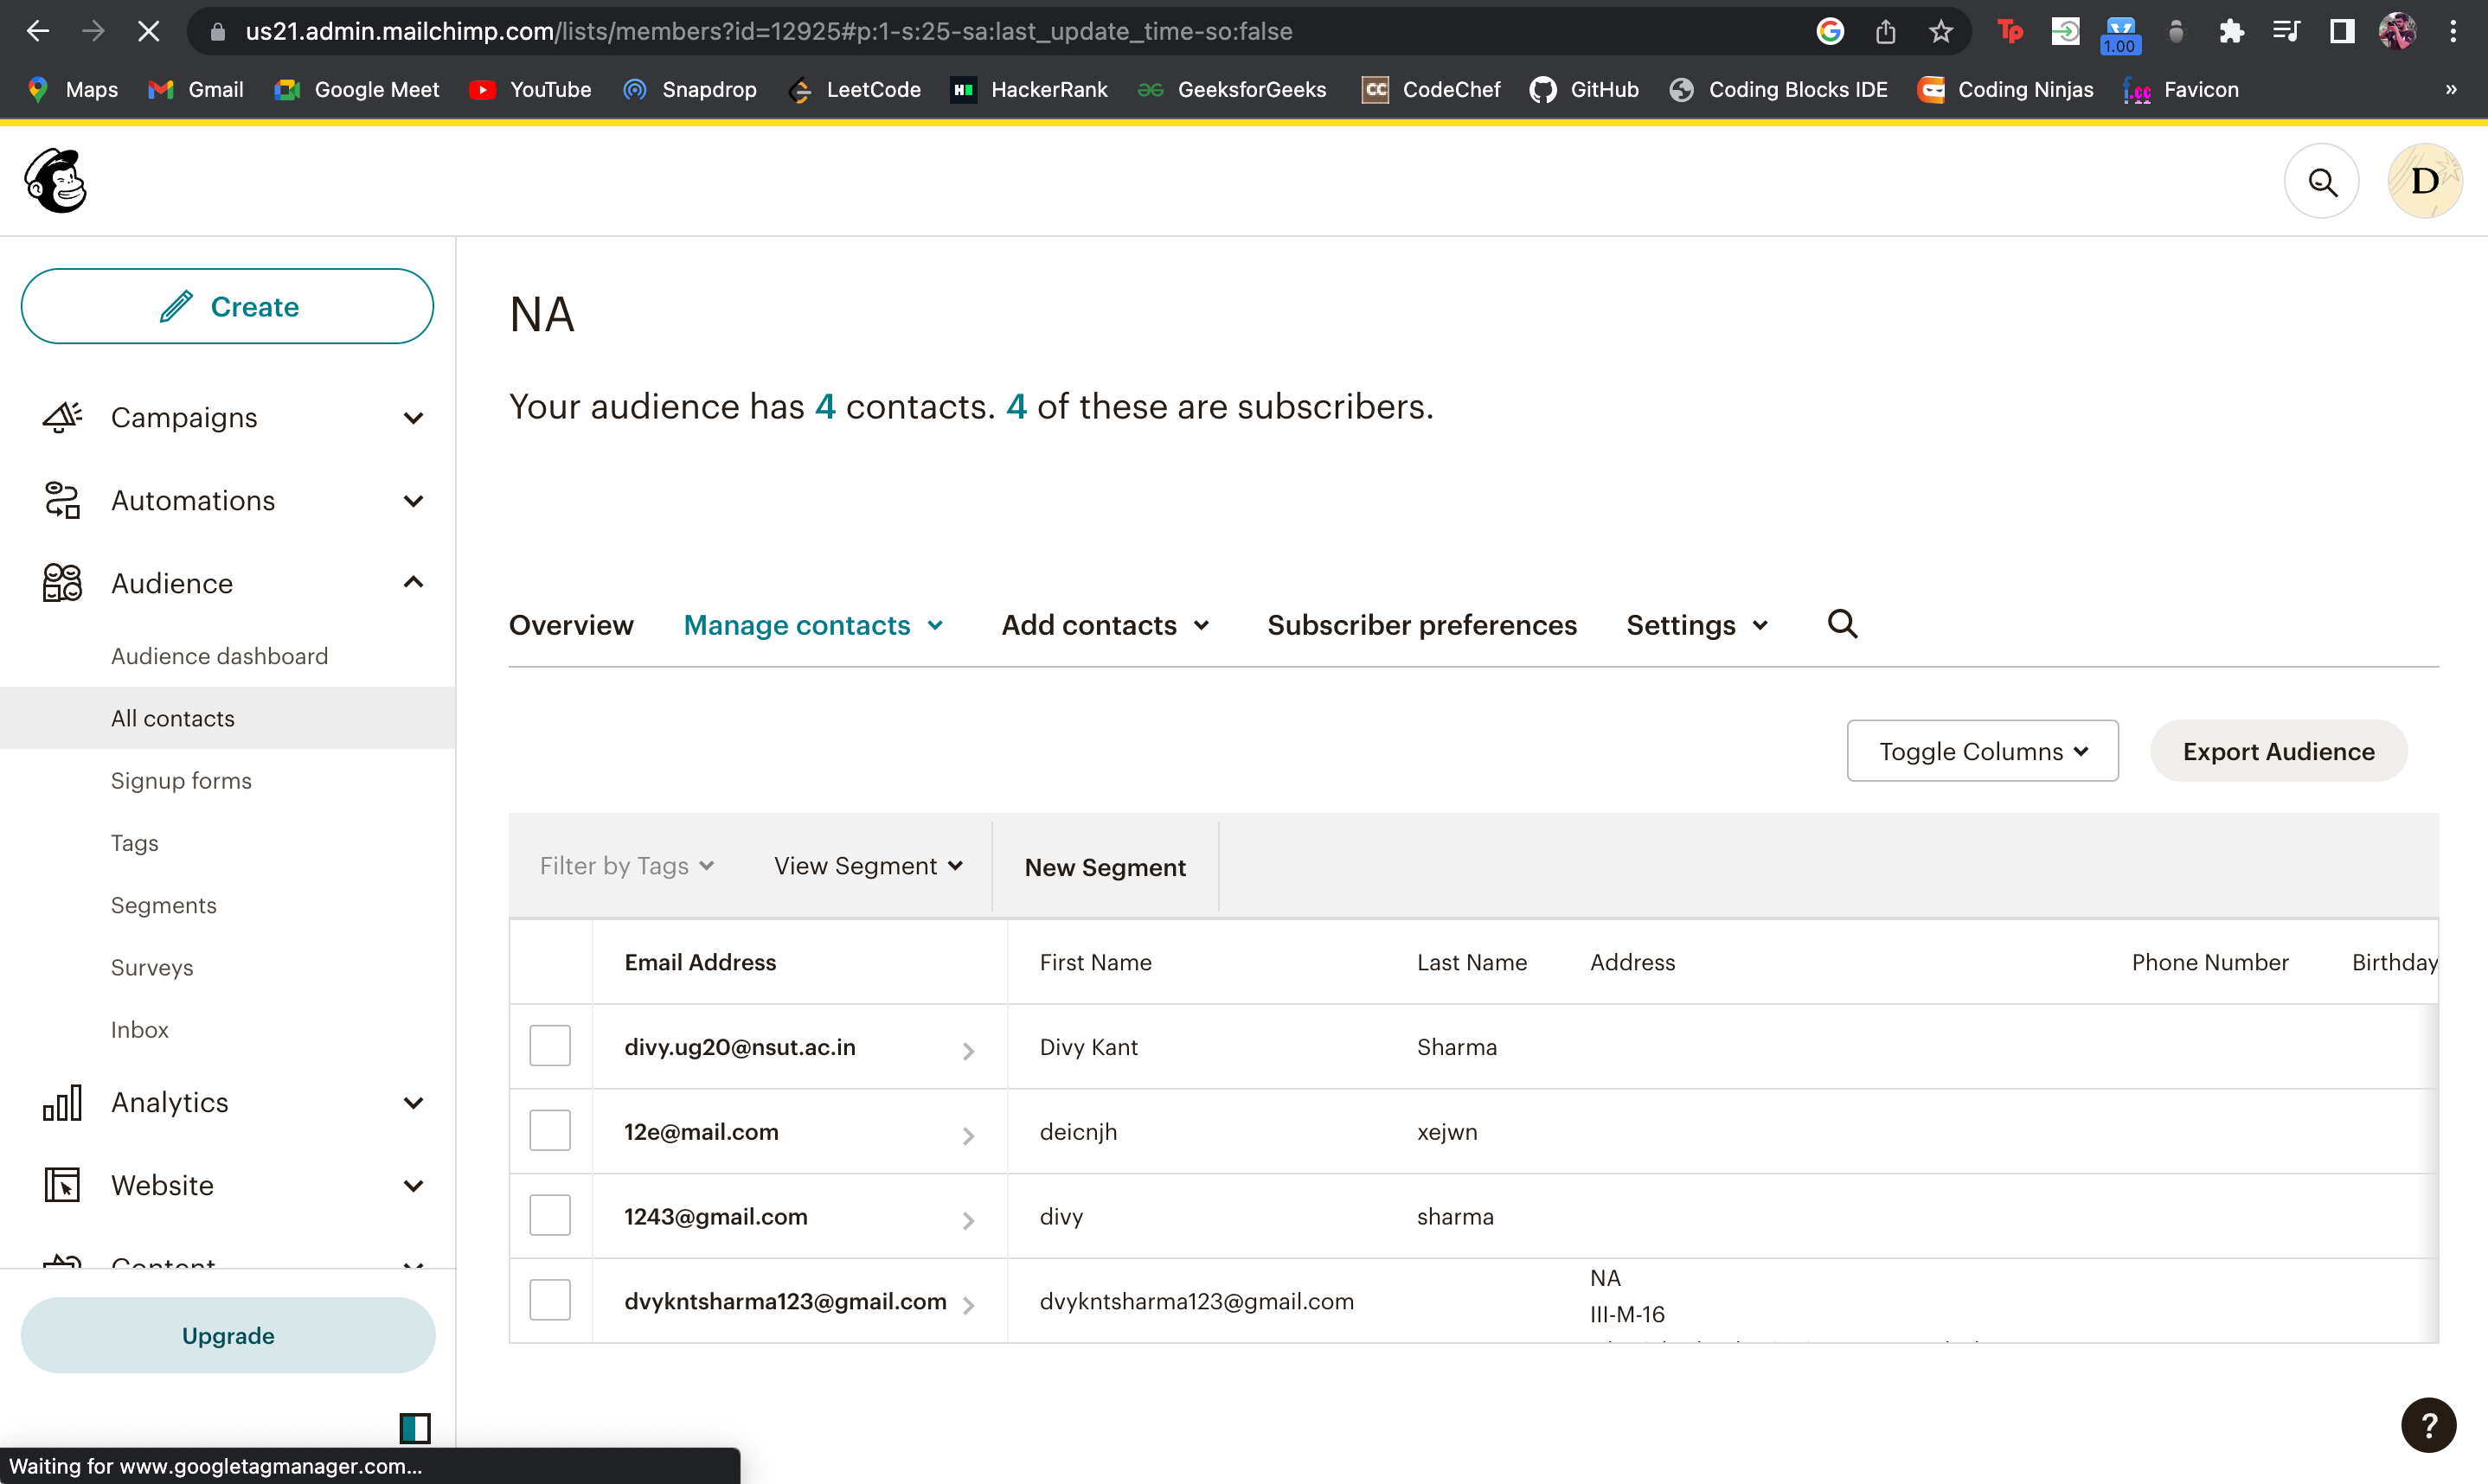 us21.admin.mailchimp.com/lists/members?id=12925#p:1-s:25-sa:last_update_time-so:false
Tp
1.00
Maps Gmail Google Meet YouTube Snapdrop LeetCode HackerRank GeeksforGeeks CodeChef GitHub Coding Blocks IDE Coding Ninjas Favicon »
D
Create
Campaigns
Automations
Audience
Audience dashboard
All contacts
Signup forms
Tags
Segments
Surveys
Inbox
Analytics
Website
Content
Upgrade
NA
Your audience has 4 contacts. 4 of these are subscribers.
Overview Manage contacts Add contacts Subscriber preferences Settings
Toggle Columns Export Audience
Filter by Tags View Segment New Segment
Email Address First Name Last Name Address Phone Number Birthday
divy.ug20@nsut.ac.in Divy Kant Sharma
12e@mail.com deicnjh xejwn
1243@gmail.com divy sharma
dvykntsharma123@gmail.com dvykntsharma123@gmail.com NA
III-M-16
?
Waiting for www.googletagmanager.com...